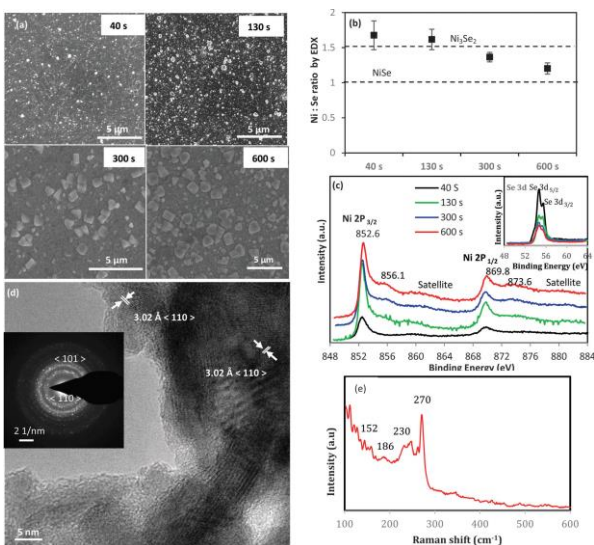 (a)
40 s
130 s
5 µm
5 µm
300 s
600 s
5 µm
5 µm
(b)
Ni : Se ratio by EDX
2
1.5
1
0.5
0
Ni₃Se₂
NiSe
40 s
130 s
300 s
600 s
(c)
Intensity (a.u.)
Ni 2P3/2
852.6
856.1
Satellite
40 S
130 s
300 s
600 s
Ni 2P1/2
869.8
873.6
Satellite
848 852 856 860 864 868 872 876 880 884
Binding Energy (eV)
Se 3d Se 3d5/2
Se 3d3/2
Intensity (a.u.)
48 52 56 60 64
Binding Energy (eV)
(d)
3.02 Å < 110 >
3.02 Å < 110 >
< 101 >
< 110 >
2 1/nm
5 nm
(e)
Intensity (a.u)
152
186
230
270
100 200 300 400 500 600
Raman shift (cm⁻¹)